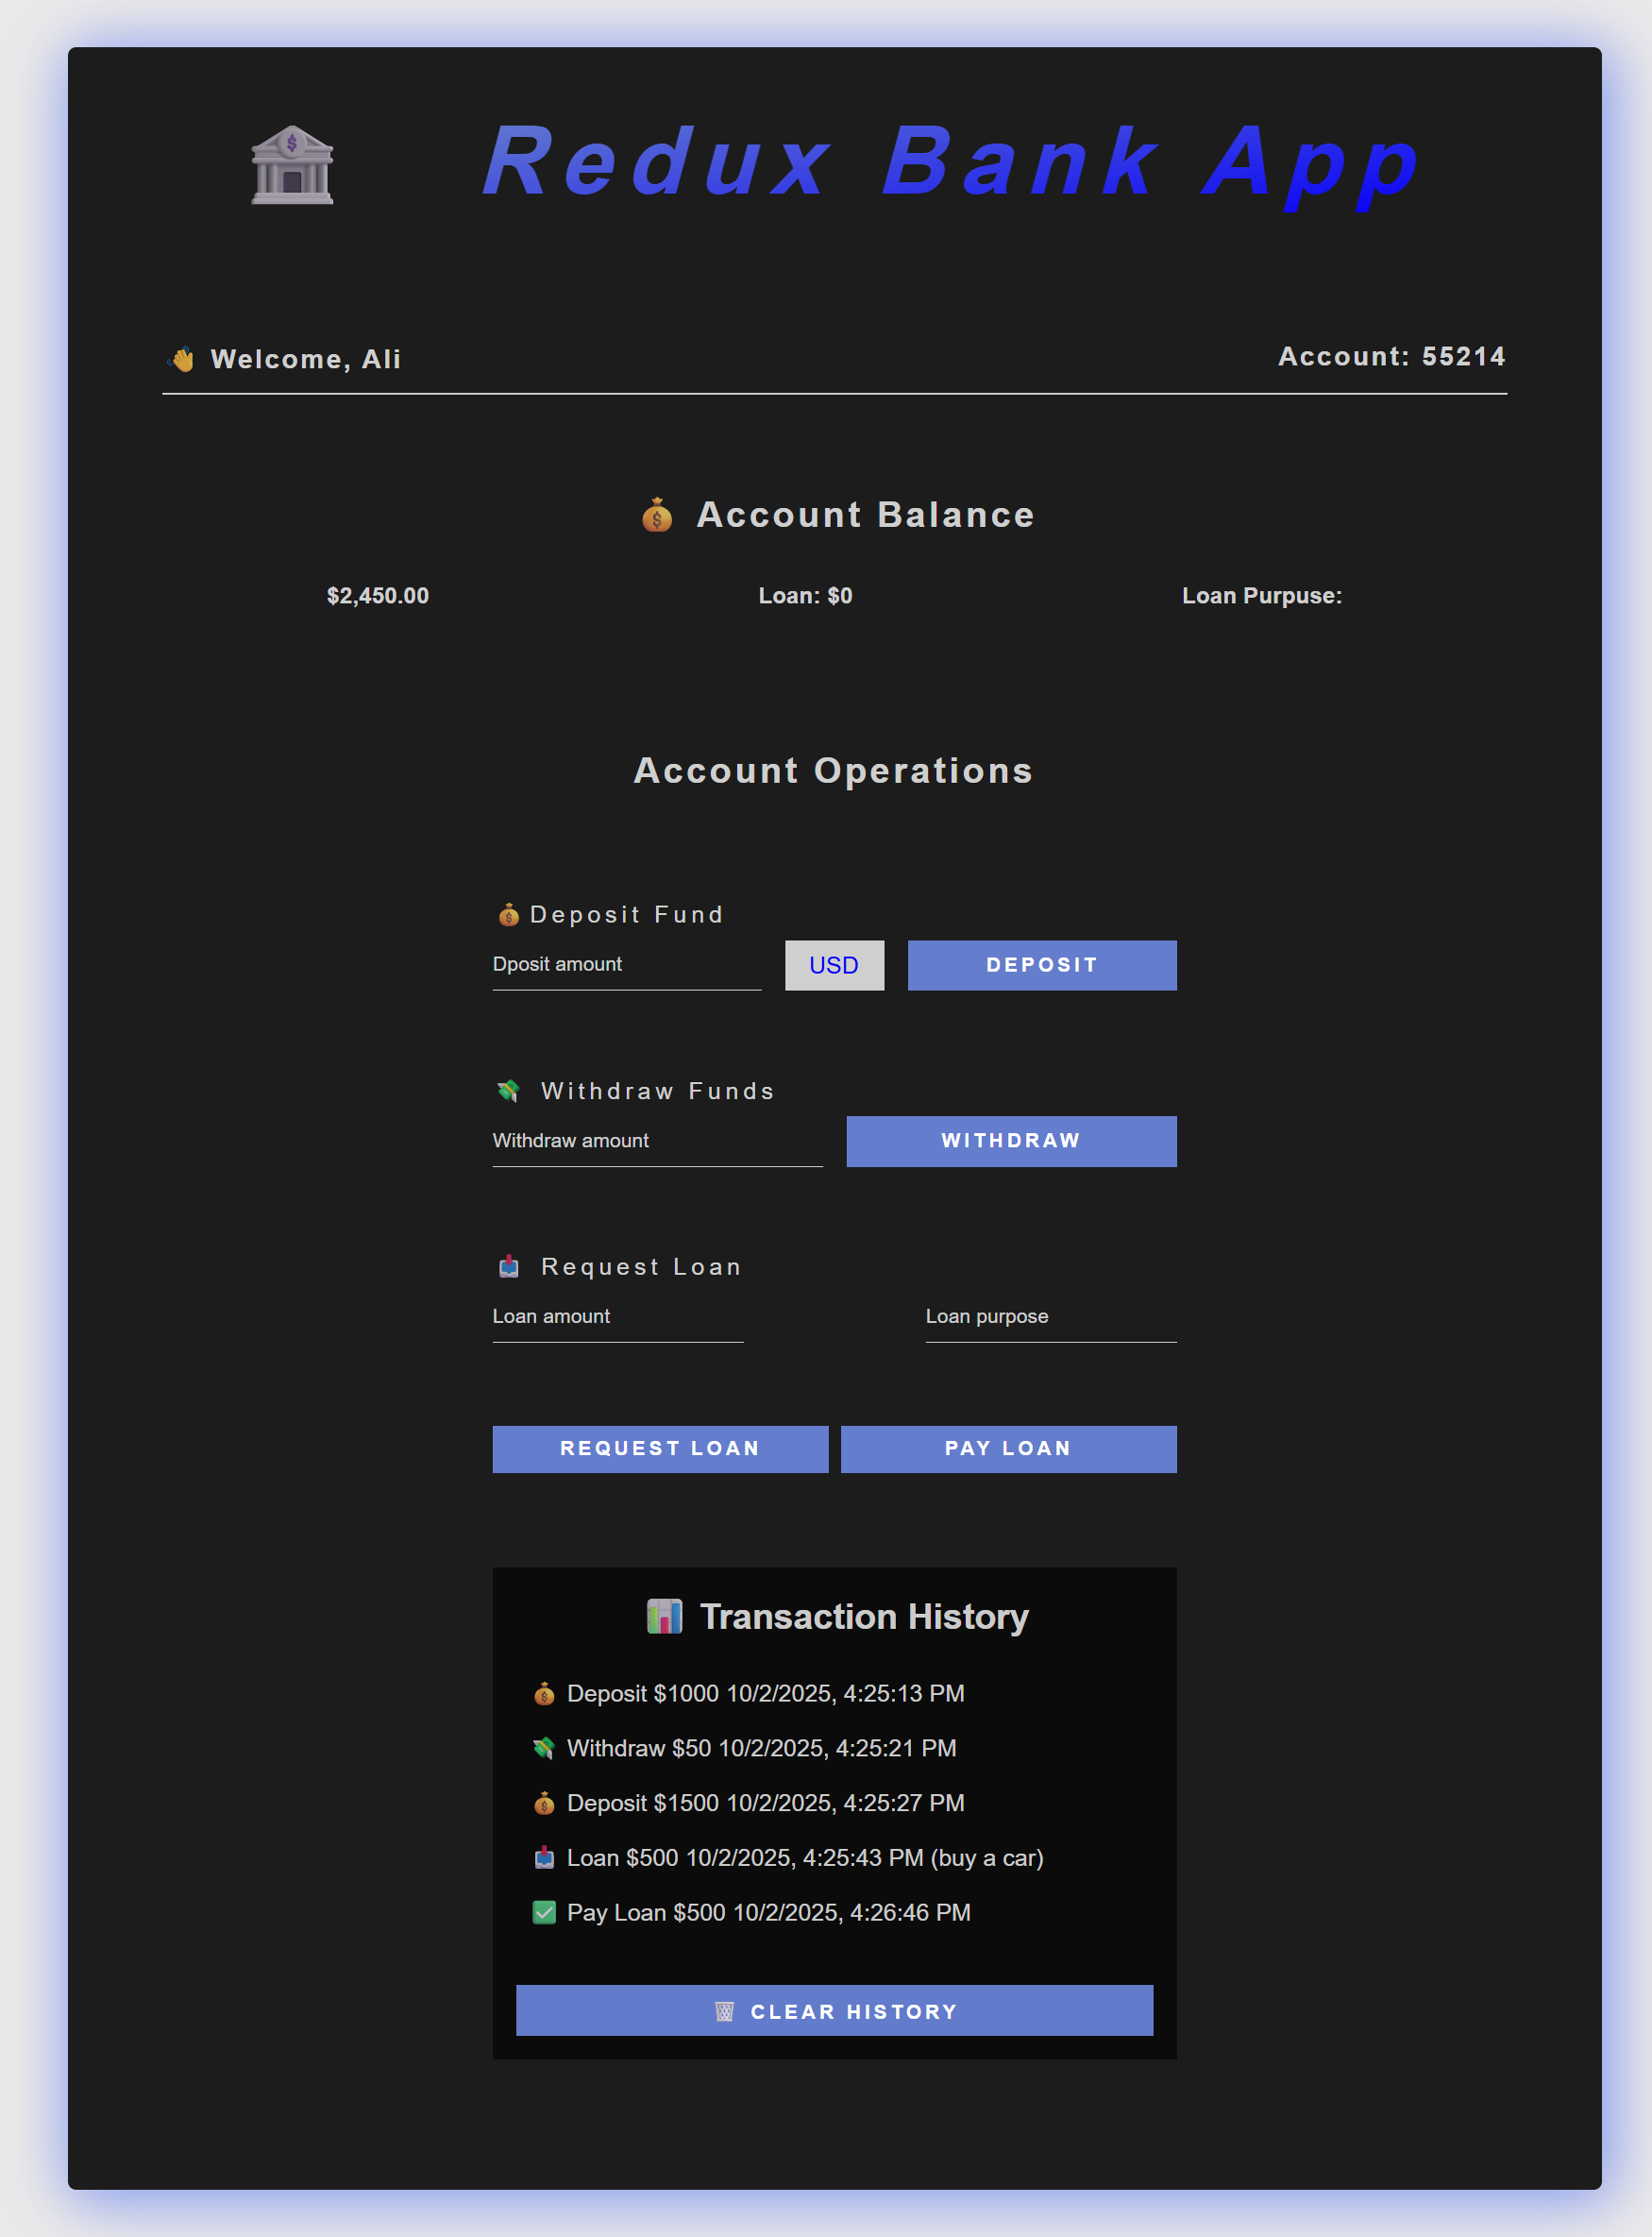 Redux Bank App
👋 Welcome, Ali
Account: 55214
💰 Account Balance
$2,450.00
Loan: $0
Loan Purpuse:
Account Operations
💰Deposit Fund
Dposit amount
USD
DEPOSIT
💸 Withdraw Funds
Withdraw amount
WITHDRAW
📥 Request Loan
Loan amount
Loan purpose
REQUEST LOAN
PAY LOAN
📊 Transaction History
💰 Deposit $1000 10/2/2025, 4:25:13 PM
💸 Withdraw $50 10/2/2025, 4:25:21 PM
💰 Deposit $1500 10/2/2025, 4:25:27 PM
📥 Loan $500 10/2/2025, 4:25:43 PM (buy a car)
✅ Pay Loan $500 10/2/2025, 4:26:46 PM
🗑️ CLEAR HISTORY